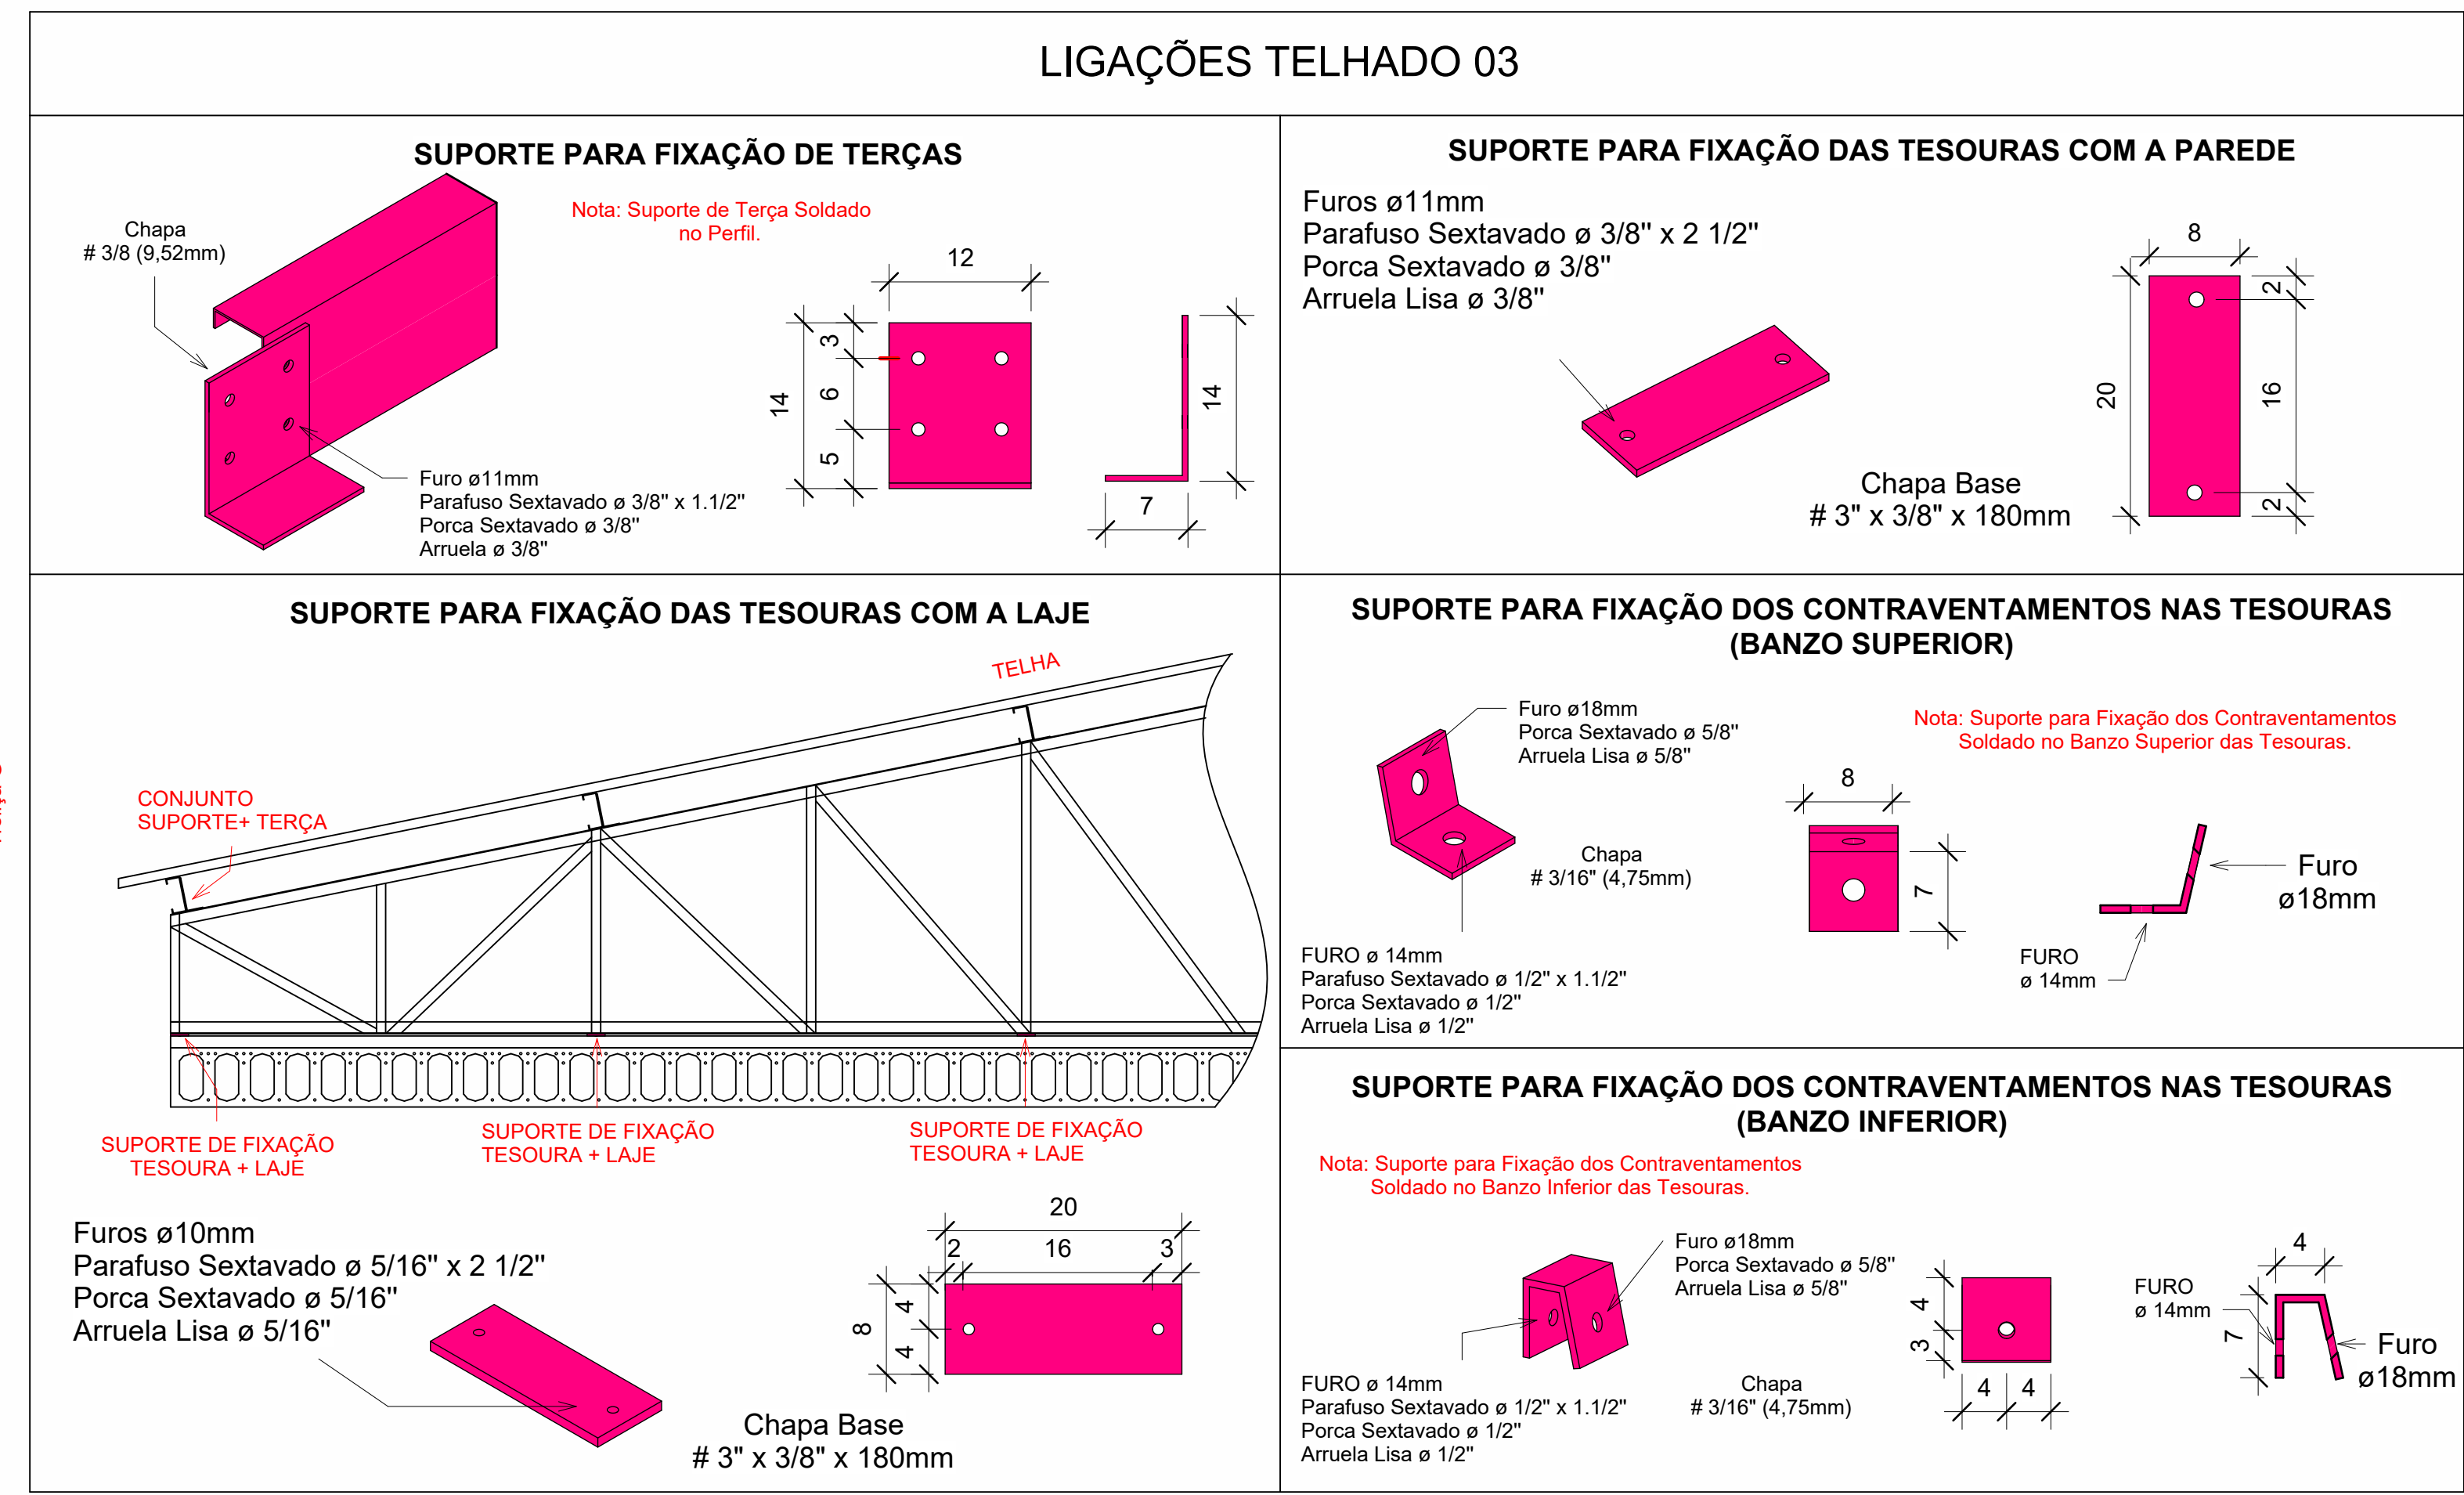 LIGAÇÕES TELHADO 03
SUPORTE PARA FIXAÇÃO DE TERÇAS
Nota: Suporte de Terça Soldado
no Perfil.
Chapa
# 3/8 (9,52mm)
12
14
3
6
5
14
7
Furo ø11mm
Parafuso Sextavado ø 3/8" x 1.1/2"
Porca Sextavado ø 3/8"
Arruela ø 3/8"
SUPORTE PARA FIXAÇÃO DAS TESOURAS COM A PAREDE
Furos ø11mm
Parafuso Sextavado ø 3/8" x 2 1/2"
Porca Sextavado ø 3/8"
Arruela Lisa ø 3/8"
8
2
20
16
2
Chapa Base
# 3" x 3/8" x 180mm
SUPORTE PARA FIXAÇÃO DAS TESOURAS COM A LAJE
TELHA
CONJUNTO
SUPORTE+ TERÇA
SUPORTE DE FIXAÇÃO
TESOURA + LAJE
SUPORTE DE FIXAÇÃO
TESOURA + LAJE
SUPORTE DE FIXAÇÃO
TESOURA + LAJE
Furos ø10mm
Parafuso Sextavado ø 5/16" x 2 1/2"
Porca Sextavado ø 5/16"
Arruela Lisa ø 5/16"
20
2
16
3
8
4
4
Chapa Base
# 3" x 3/8" x 180mm
SUPORTE PARA FIXAÇÃO DOS CONTRAVENTAMENTOS NAS TESOURAS
(BANZO SUPERIOR)
Furo ø18mm
Porca Sextavado ø 5/8"
Arruela Lisa ø 5/8"
Nota: Suporte para Fixação dos Contraventamentos
Soldado no Banzo Superior das Tesouras.
Chapa
# 3/16" (4,75mm)
8
7
Furo
ø18mm
FURO
ø 14mm
FURO ø 14mm
Parafuso Sextavado ø 1/2" x 1.1/2"
Porca Sextavado ø 1/2"
Arruela Lisa ø 1/2"
SUPORTE PARA FIXAÇÃO DOS CONTRAVENTAMENTOS NAS TESOURAS
(BANZO INFERIOR)
Nota: Suporte para Fixação dos Contraventamentos
Soldado no Banzo Inferior das Tesouras.
Furo ø18mm
Porca Sextavado ø 5/8"
Arruela Lisa ø 5/8"
4
3
4
4
4
FURO
ø 14mm
7
Furo
ø18mm
FURO ø 14mm
Parafuso Sextavado ø 1/2" x 1.1/2"
Porca Sextavado ø 1/2"
Arruela Lisa ø 1/2"
Chapa
# 3/16" (4,75mm)